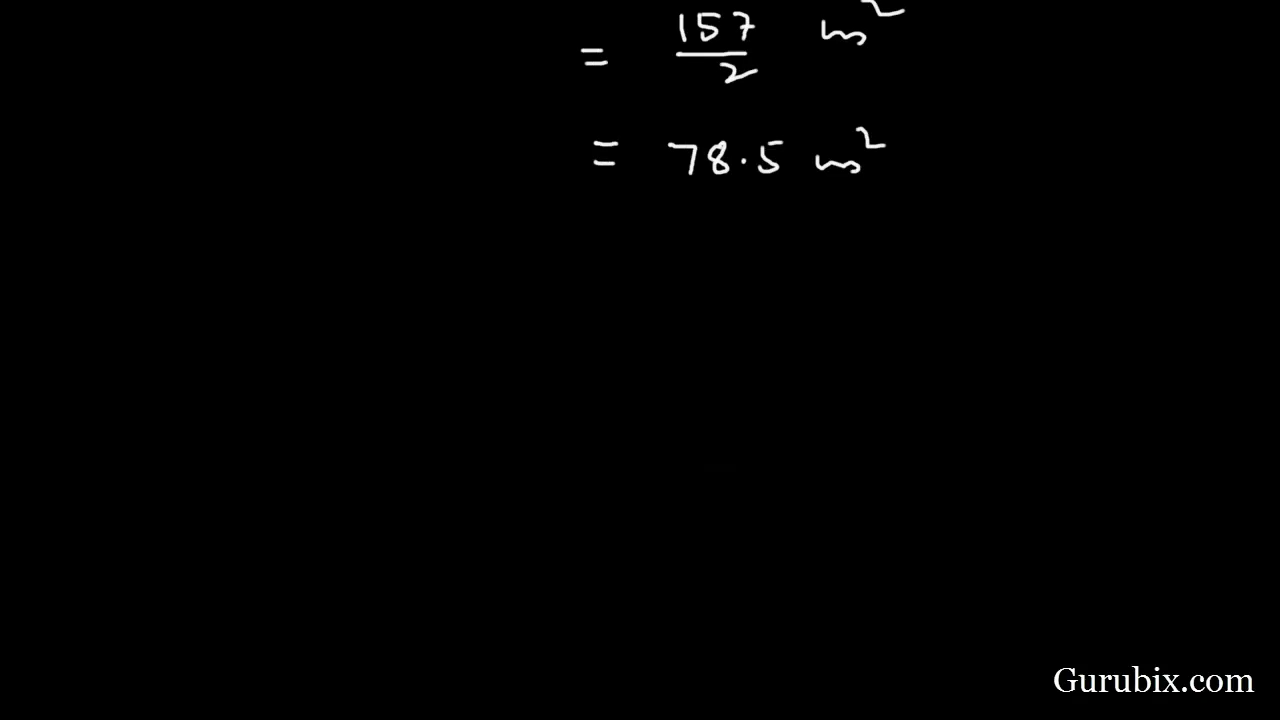 = 157/2 m²
= 78.5 m²
Gurubix.com